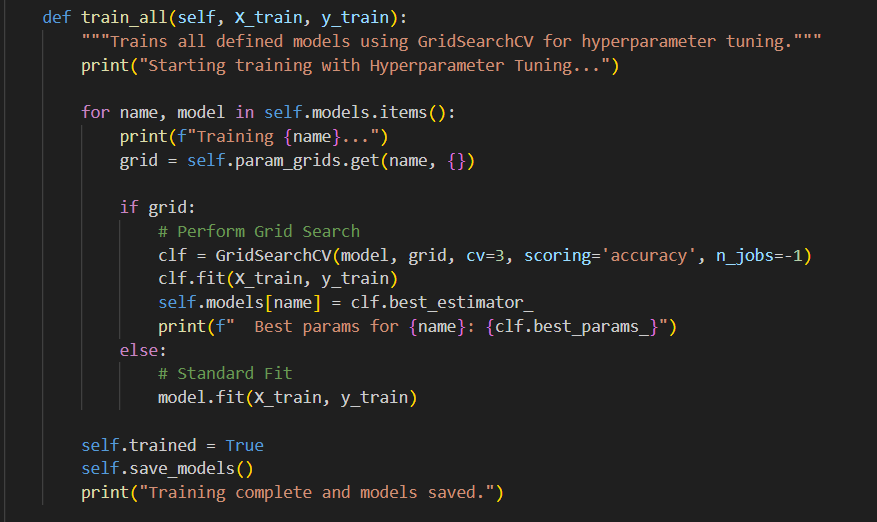 def train_all(self, X_train, y_train):
    """Trains all defined models using GridSearchCV for hyperparameter tuning."""
    print("Starting training with Hyperparameter Tuning...")

    for name, model in self.models.items():
        print(f"Training {name}...")
        grid = self.param_grids.get(name, {})

        if grid:
            # Perform Grid Search
            clf = GridSearchCV(model, grid, cv=3, scoring='accuracy', n_jobs=-1)
            clf.fit(X_train, y_train)
            self.models[name] = clf.best_estimator_
            print(f"  Best params for {name}: {clf.best_params_}")
        else:
            # Standard Fit
            model.fit(X_train, y_train)

    self.trained = True
    self.save_models()
    print("Training complete and models saved.")